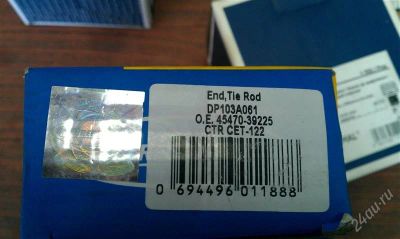 End,Tie Rod
DP103A061
O.E. 45470-39225
CTR CET-122
0 694496 011888
24au.ru